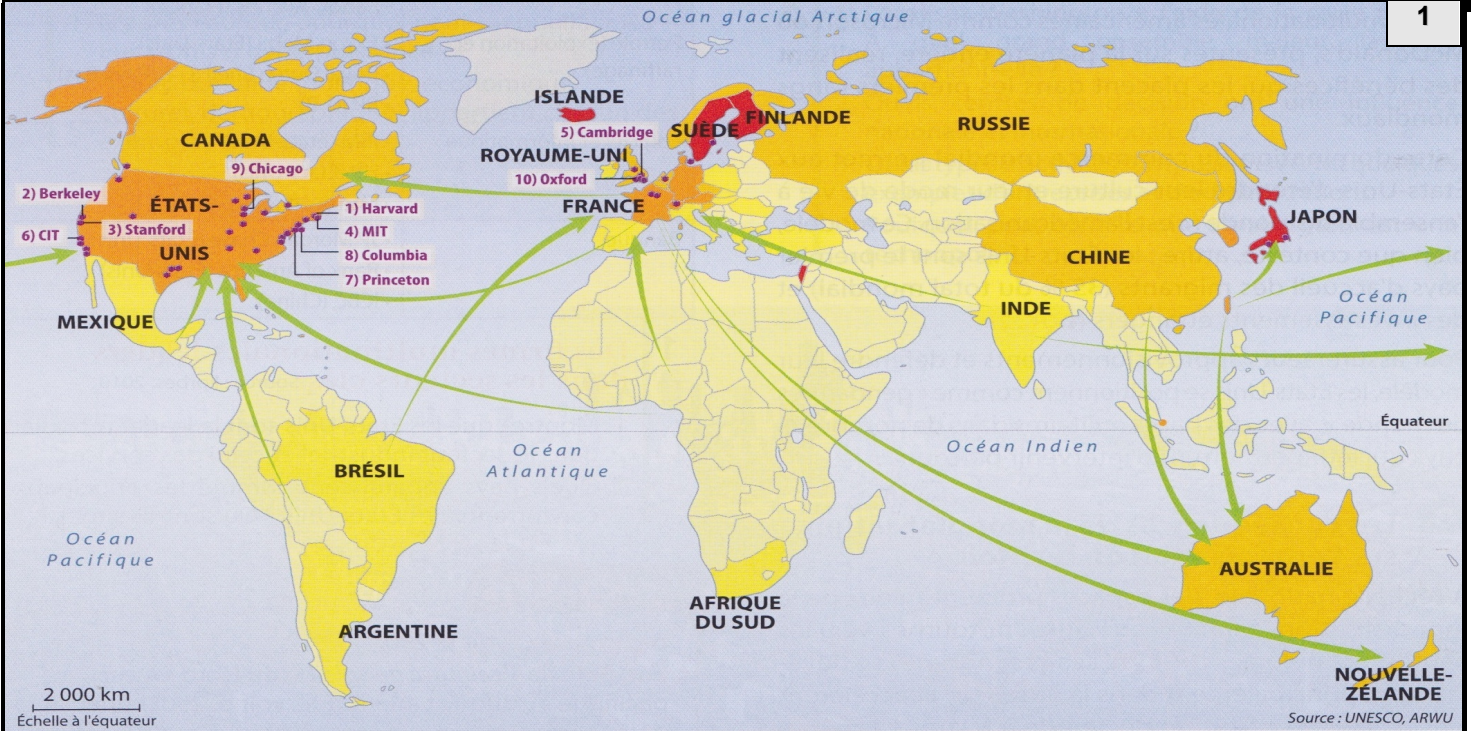 1
Océan glacial Arctique
ISLANDE
FINLANDE
SUÈDE
RUSSIE
CANADA
5) Cambridge
ROYAUME-UNI
9) Chicago
10) Oxford
2) Berkeley
ÉTATS-
UNIS
FRANCE
1) Harvard
JAPON
3) Stanford
4) MIT
6) CIT
8) Columbia
CHINE
7) Princeton
Océan
Pacifique
INDE
MEXIQUE
Équateur
Océan
Atlantique
Océan Indien
BRÉSIL
Océan
Pacifique
AUSTRALIE
AFRIQUE
DU SUD
ARGENTINE
NOUVELLE-
ZÉLANDE
2 000 km
Échelle à l'équateur
Source : UNESCO, ARWU